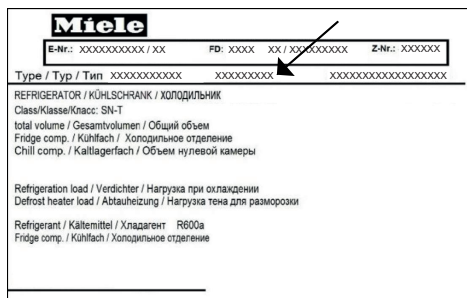 Miele
E-Nr.: XXXXXXXXXX / XX FD: XXXX XX / XXXXXXXXX Z-Nr.: XXXXXX
Type / Typ / Тип XXXXXXXXXXX XXXXXXXXX XXXXXXXXXXXXXXXXXX
REFRIGERATOR / KÜHLSCHRANK / ХОЛОДИЛЬНИК
Class/Klasse/Класс: SN-T
total volume / Gesamtvolumen / Общий объем
Fridge comp. / Kühlfach / Холодильное отделение
Chill comp. / Kaltlagerfach / Объем нулевой камеры
Refrigeration load / Verdichter / Нагрузка при охлаждении
Defrost heater load / Abtauheizung / Нагрузка тена для разморозки
Refrigerant / Kältemittel / Хладагент R600a
Fridge comp. / Kühlfach / Холодильное отделение